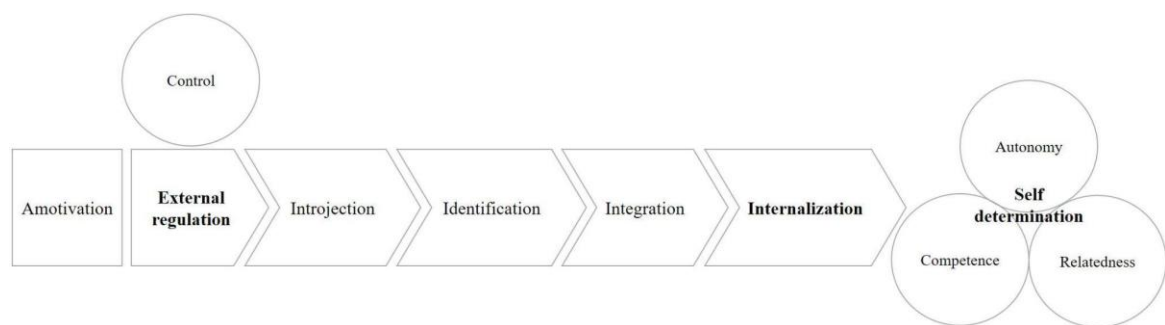 Control
Amotivation
External
regulation
Introjection
Identification
Integration
Internalization
Autonomy
Self
determination
Competence
Relatedness